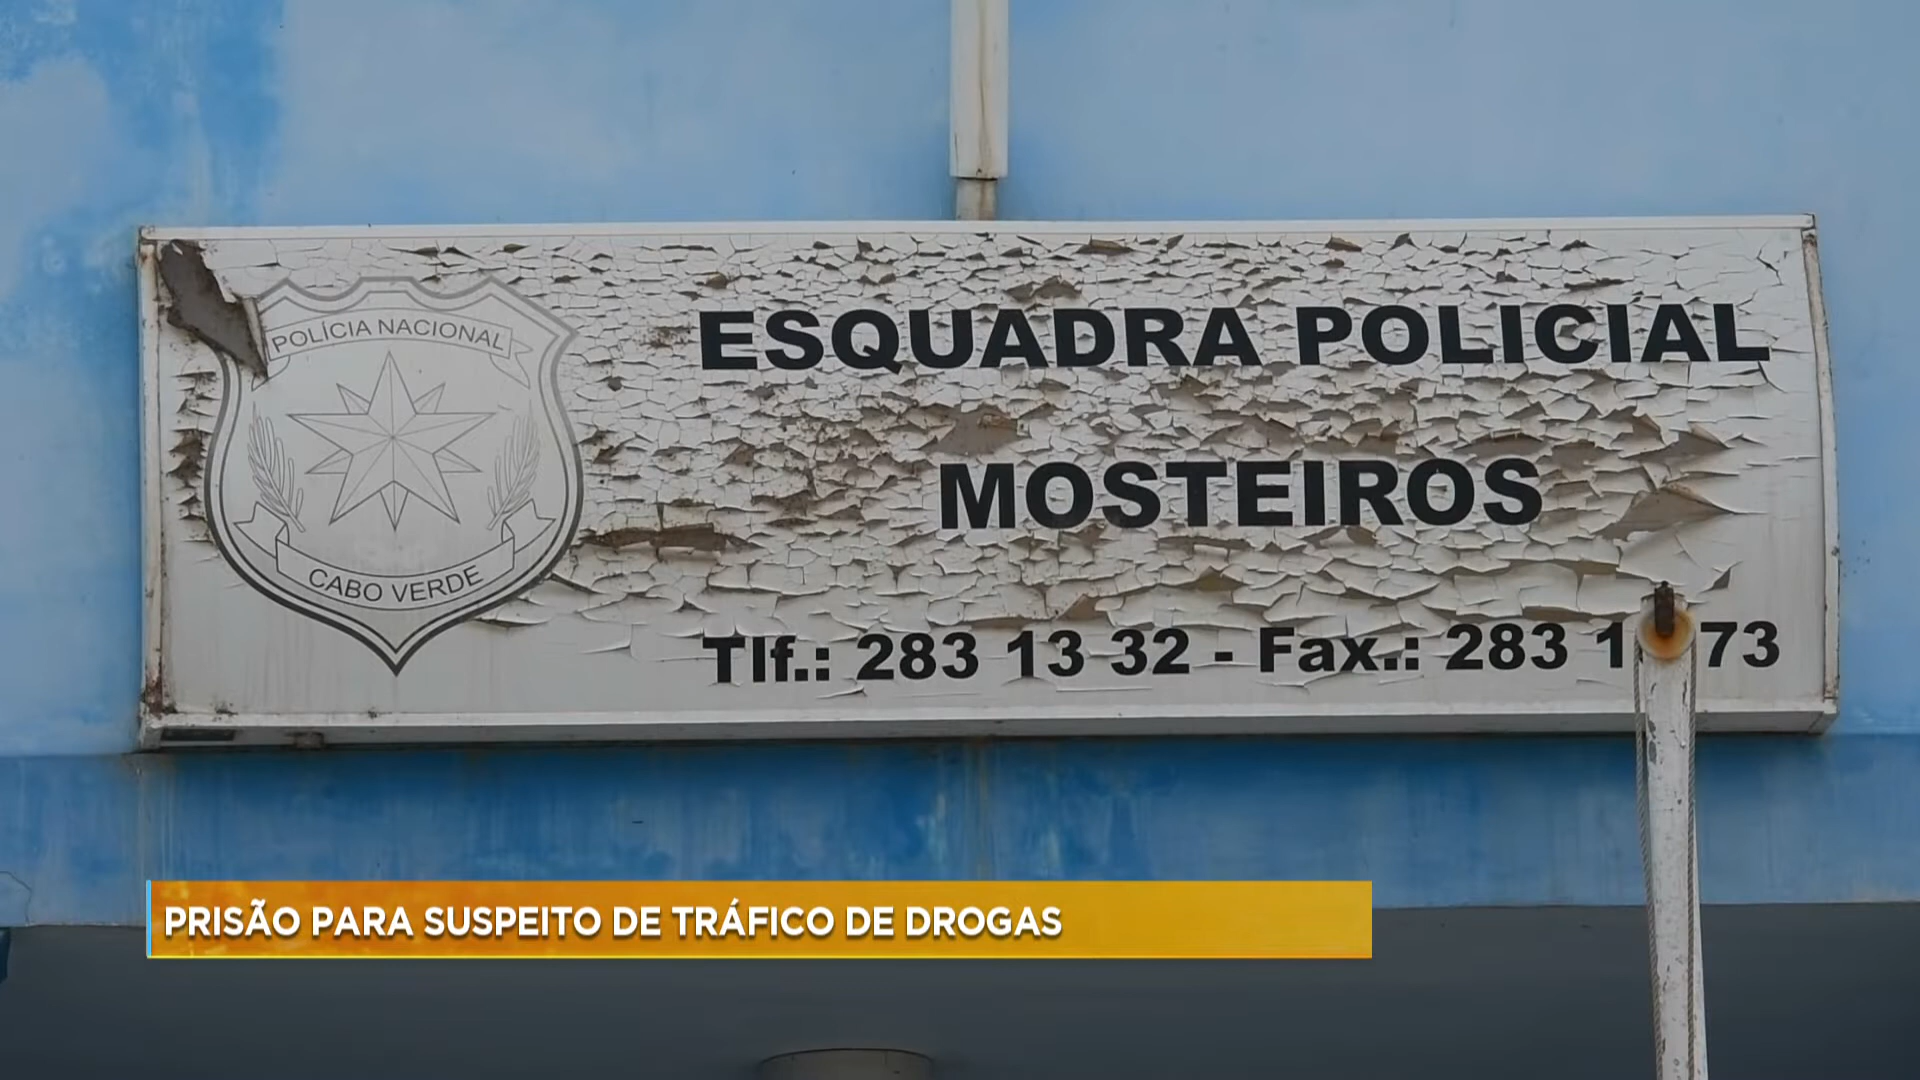 POLÍCIA NACIONAL
CABO VERDE
ESQUADRA POLICIAL
MOSTEIROS
Tlf.: 283 13 32 - Fax.: 283 1 73
PRISÃO PARA SUSPEITO DE TRÁFICO DE DROGAS